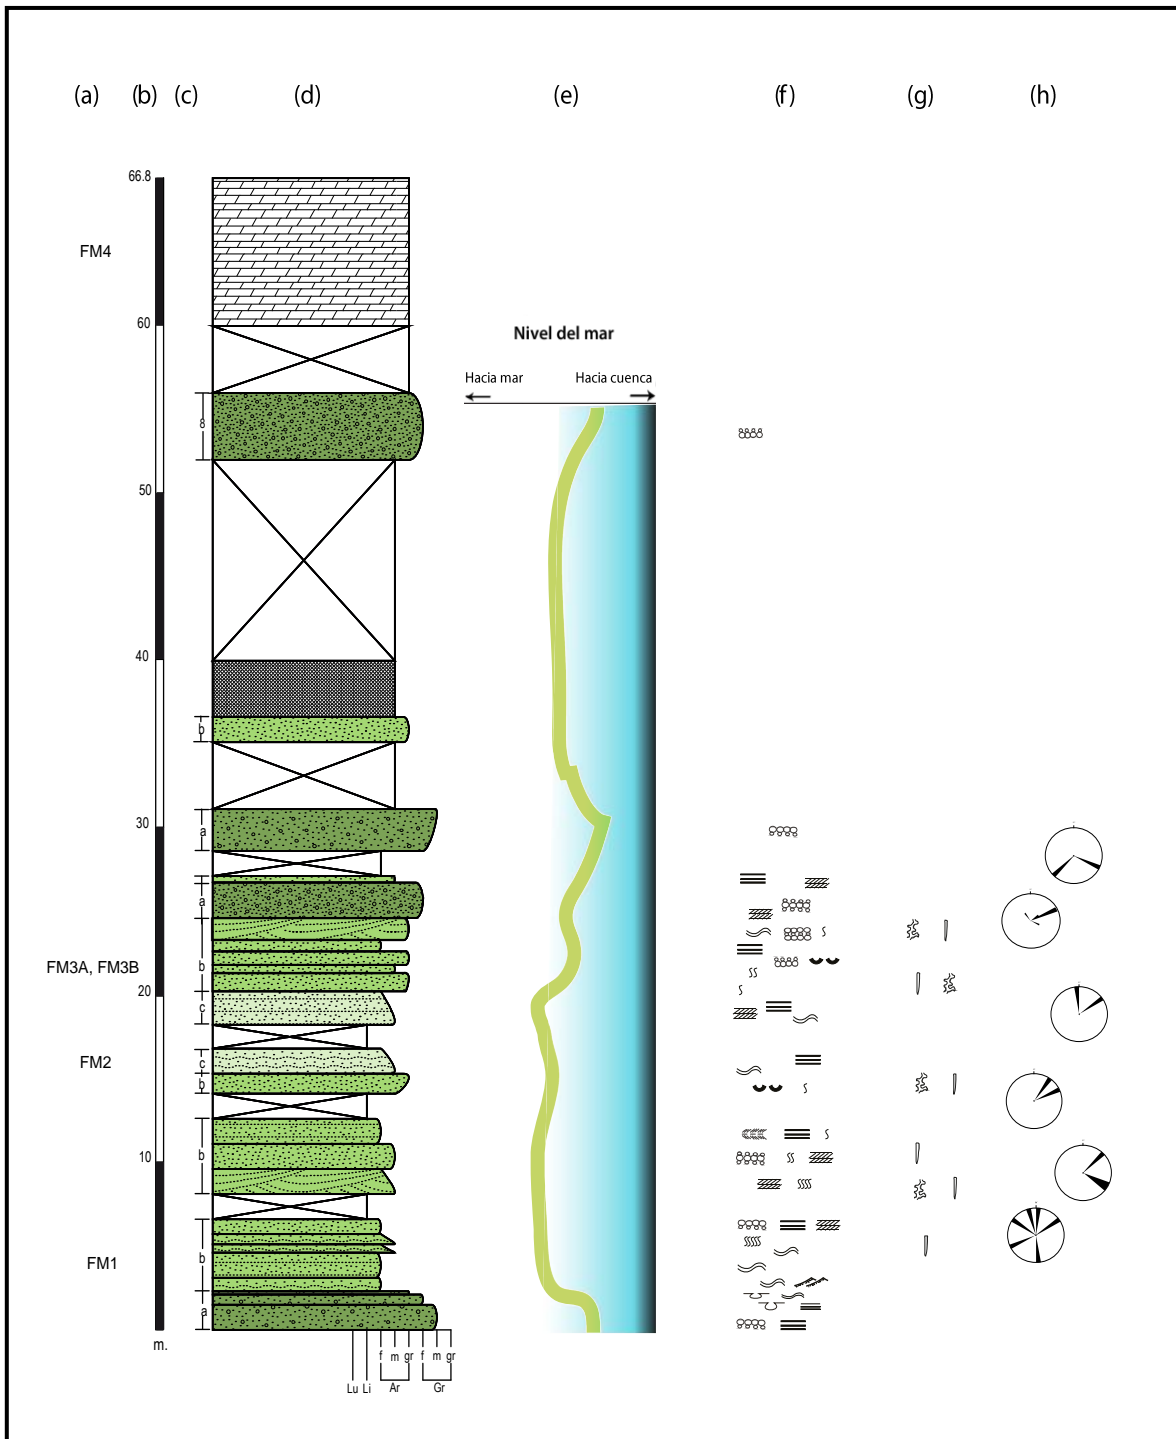 (a) (b) (c) (d) (e) (f) (g) (h)
66.8
FM4
60
Nivel del mar
Hacia mar Hacia cuenca
8
50
40
b
30
a
a
FM3A, FM3B
b
20
c
FM2
c
b
10
b
FM1
b
a
m.
f m gr f m gr
Lu Li Ar Gr